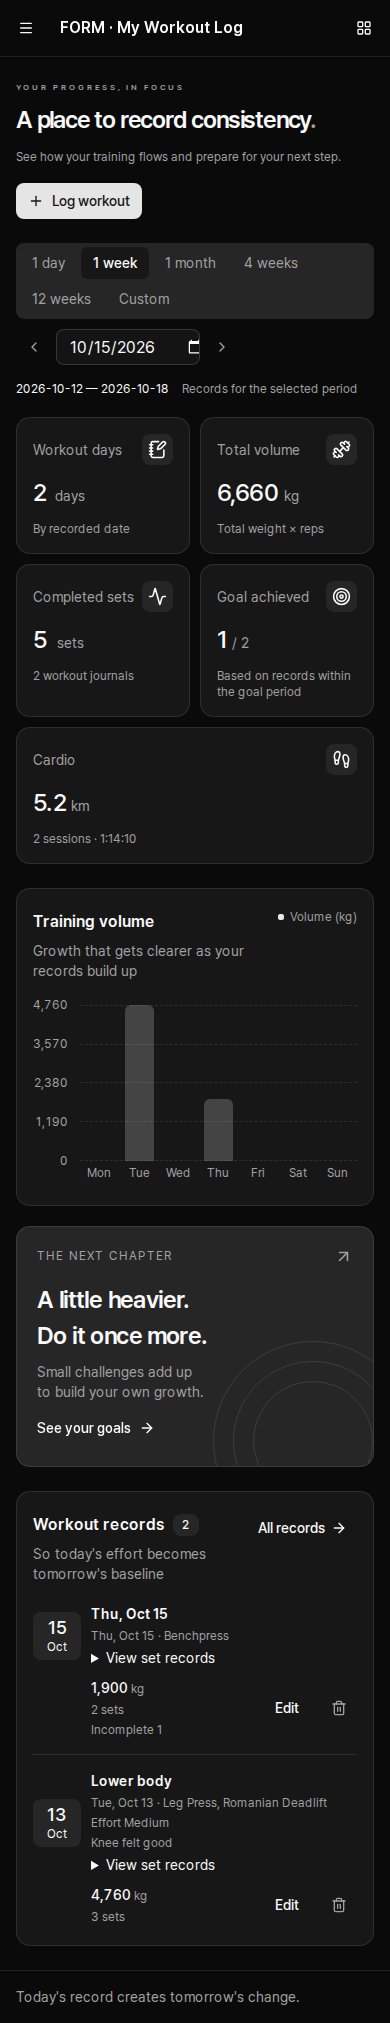 FORM · My Workout Log
YOUR PROGRESS, IN FOCUS
A place to record consistency.
See how your training flows and prepare for your next step.
Log workout
1 day 1 week 1 month 4 weeks
12 weeks Custom
10/15/2026
2026-10-12 — 2026-10-18 Records for the selected period
Workout days
2 days
By recorded date
Total volume
6,660 kg
Total weight × reps
Completed sets
5 sets
2 workout journals
Goal achieved
1 / 2
Based on records within
the goal period
Cardio
5.2 km
2 sessions · 1:14:10
Training volume
Volume (kg)
Growth that gets clearer as your
records build up
4,760
3,570
2,380
1,190
0
Mon Tue Wed Thu Fri Sat Sun
THE NEXT CHAPTER
A little heavier.
Do it once more.
Small challenges add up
to build your own growth.
See your goals
Workout records 2
All records
So today's effort becomes
tomorrow's baseline
15
Oct
Thu, Oct 15
Thu, Oct 15 · Benchpress
View set records
1,900 kg
2 sets
Incomplete 1
Edit
13
Oct
Lower body
Tue, Oct 13 · Leg Press, Romanian Deadlift
Effort Medium
Knee felt good
View set records
4,760 kg
3 sets
Edit
Today's record creates tomorrow's change.